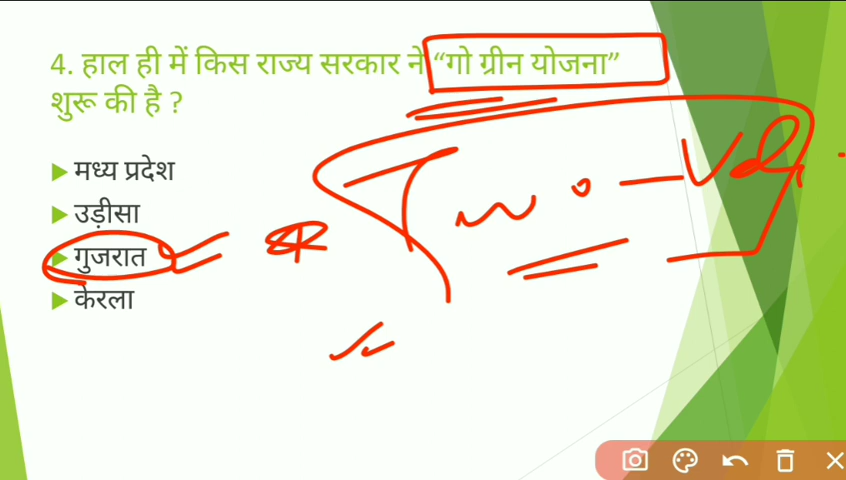 4. हाल ही में किस राज्य सरकार ने “गो ग्रीन योजना”
शुरू की है ?
मध्य प्रदेश
उड़ीसा
गुजरात
केरला